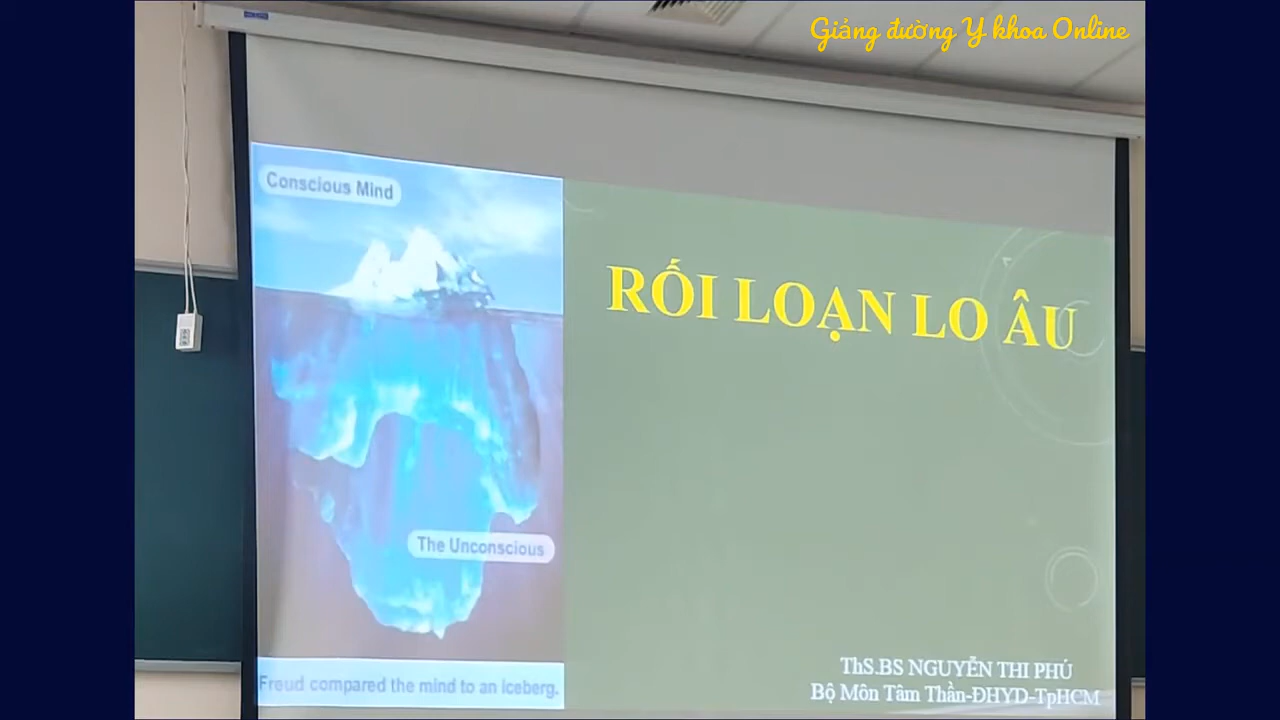 Giảng đường Y khoa Online
Conscious Mind
RỐI LOẠN LO ÂU
The Unconscious
Freud compared the mind to an iceberg.
ThS.BS NGUYỄN THI PHÚ
Bộ Môn Tâm Thần-ĐHYD-TpHCM